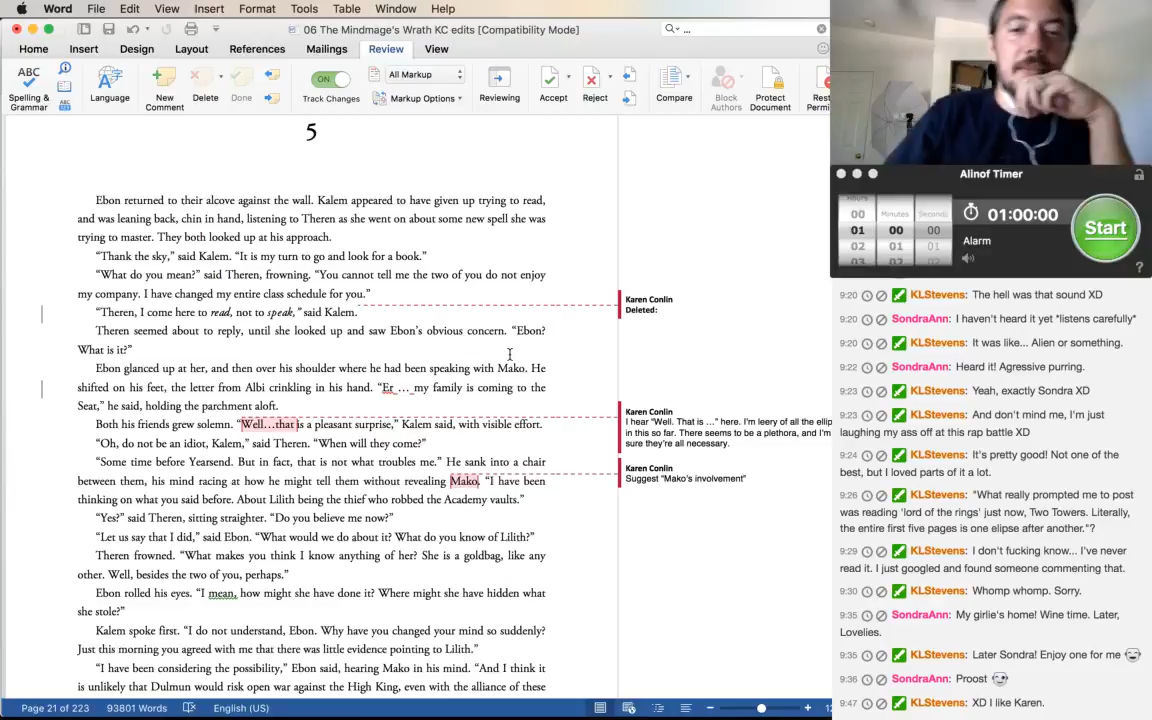 Word File Edit View Insert Format Tools Table Window Help
06 The Mindmage's Wrath KC edits [Compatibility Mode]
...
Home Insert Design Layout References Mailings Review View
ABC
Spelling & Grammar
ABC
Language
New Comment
Delete
Done
ON
Track Changes
All Markup
Markup Options
Reviewing
Accept
Reject
Compare
Block Authors
Protect Document
5
Ebon returned to their alcove against the wall. Kalem appeared to have given up trying to read,
and was leaning back, chin in hand, listening to Theren as she went on about some new spell she was
trying to master. They both looked up at his approach.
“Thank the sky,” said Kalem. “It is my turn to go and look for a book.”
“What do you mean?” said Theren, frowning. “You cannot tell me the two of you do not enjoy
my company. I have changed my entire class schedule for you.”
“Theren, I come here to read, not to speak,” said Kalem.
Theren seemed about to reply, until she looked up and saw Ebon’s obvious concern. “Ebon?
What is it?”
Ebon glanced up at her, and then over his shoulder where he had been speaking with Mako. He
shifted on his feet, the letter from Albi crinkling in his hand. “Er … my family is coming to the
Seat,” he said, holding the parchment aloft.
Both his friends grew solemn. “Well…that is a pleasant surprise,” Kalem said, with visible effort.
“Oh, do not be an idiot, Kalem,” said Theren. “When will they come?”
“Some time before Yearsend. But in fact, that is not what troubles me.” He sank into a chair
between them, his mind racing at how he might tell them without revealing Mako. “I have been
thinking on what you said before. About Lilith being the thief who robbed the Academy vaults.”
“Yes?” said Theren, sitting straighter. “Do you believe me now?”
“Let us say that I did,” said Ebon. “What would we do about it? What do you know of Lilith?”
Theren frowned. “What makes you think I know anything of her? She is a goldbag, like any
other. Well, besides the two of you, perhaps.”
Ebon rolled his eyes. “I mean, how might she have done it? Where might she have hidden what
she stole?”
Kalem spoke first. “I do not understand, Ebon. Why have you changed your mind so suddenly?
Just this morning you agreed with me that there was little evidence pointing to Lilith.”
“I have been considering the possibility,” Ebon said, hearing Mako in his mind. “And I think it
is unlikely that Dulmun would risk open war against the High King, even with the alliance of these
Karen Conlin
Deleted:
Karen Conlin
I hear “Well. That is …” here. I’m leery of all the ellip
in this so far. There seems to be a plethora, and I’m
sure they’re all necessary.
Karen Conlin
Suggest “Mako’s involvement”
Page 21 of 223 93801 Words English (US)
Alinof Timer
Hours Minutes Seconds
00
01 00 00
02 01 01
03 02 02
01:00:00
Alarm
Start
?
9:20 KLStevens: The hell was that sound XD
9:20 SondraAnn: I haven't heard it yet *listens carefully*
9:20 KLStevens: It was like... Alien or something.
9:22 SondraAnn: Heard it! Agressive purring.
9:23 KLStevens: Yeah, exactly Sondra XD
9:23 KLStevens: And don't mind me, I'm just
laughing my ass off at this rap battle XD
9:24 KLStevens: It's pretty good! Not one of the
best, but I loved parts of it a lot.
9:26 KLStevens: "What really prompted me to post
was reading 'lord of the rings' just now, Two Towers. Literally,
the entire first five pages is one elipse after another."?
9:29 KLStevens: I don't fucking know... I've never
read it. I just googled and found someone commenting that.
9:30 KLStevens: Whomp whomp. Sorry.
9:35 SondraAnn: My girlie's home! Wine time. Later,
Lovelies.
9:35 KLStevens: Later Sondra! Enjoy one for me
9:36 SondraAnn: Proost
9:47 KLStevens: XD I like Karen.